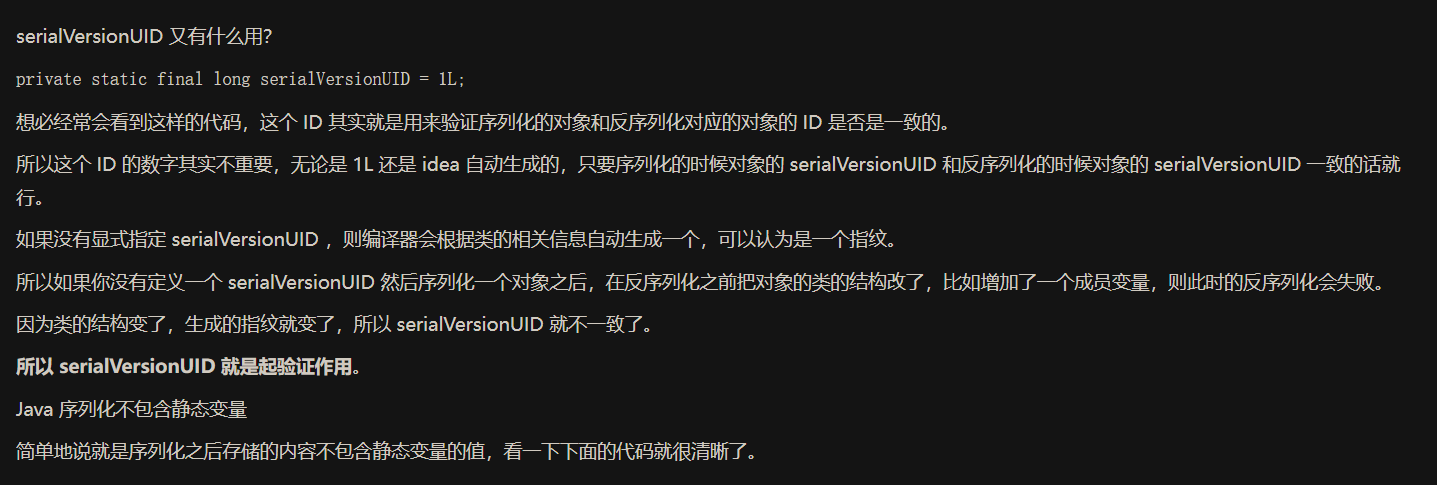 serialVersionUID 又有什么用？
private static final long serialVersionUID = 1L;
想必经常会看到这样的代码，这个 ID 其实就是用来验证序列化的对象和反序列化对应的对象的 ID 是否是一致的。
所以这个 ID 的数字其实不重要，无论是 1L 还是 idea 自动生成的，只要序列化的时候对象的 serialVersionUID 和反序列化的时候对象的 serialVersionUID 一致的话就
行。
如果没有显式指定 serialVersionUID ，则编译器会根据类的相关信息自动生成一个，可以认为是一个指纹。
所以如果你没有定义一个 serialVersionUID 然后序列化一个对象之后，在反序列化之前把对象的类的结构改了，比如增加了一个成员变量，则此时的反序列化会失败。
因为类的结构变了，生成的指纹就变了，所以 serialVersionUID 就不一致了。
所以 serialVersionUID 就是起验证作用。
Java 序列化不包含静态变量
简单地说就是序列化之后存储的内容不包含静态变量的值，看一下下面的代码就很清晰了。